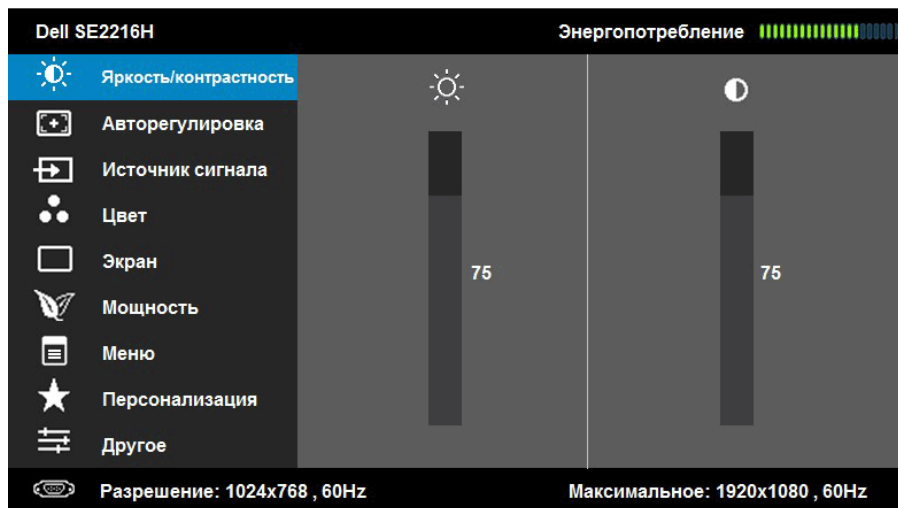 Dell SE2216H Энергопотребление
Яркость/контрастность
Авторегулировка
Источник сигнала
Цвет
Экран
75 75
Мощность
Меню
Персонализация
Другое
Разрешение: 1024x768 , 60Hz Максимальное: 1920x1080 , 60Hz